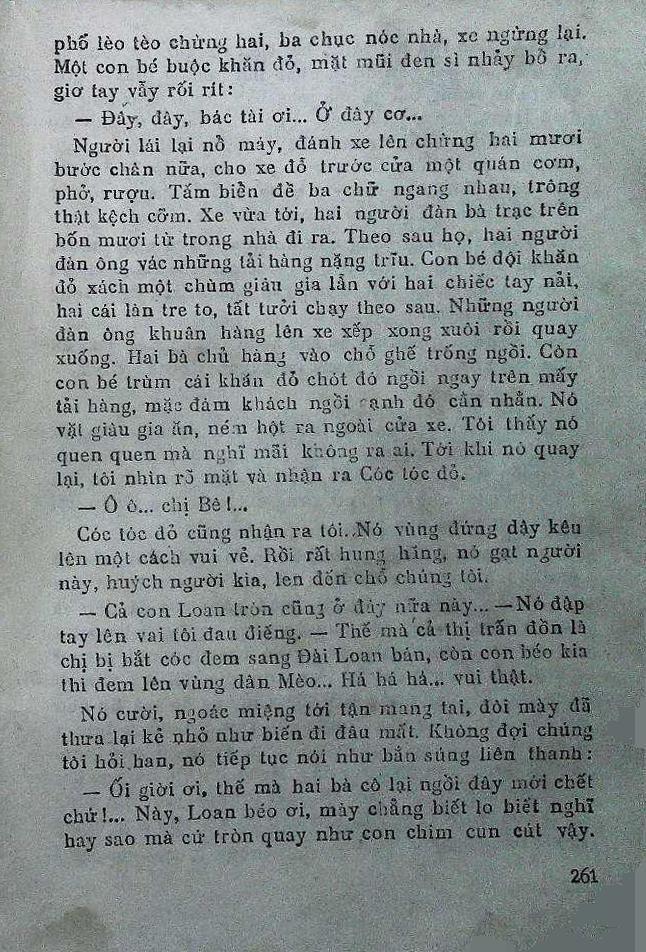 phố lèo tèo chừng hai, ba chục nóc nhà, xe ngừng lại.
Một con bé buộc khăn đỏ, mặt mũi đen sì nhảy bổ ra,
giơ tay vẫy rối rít:
— Đấy, đây, bác tài ơi... Ở đây cơ...
Người lái lại nổ máy, đánh xe lên chừng hai mươi
bước chân nữa, cho xe đỗ trước cửa một quán cơm,
phở, rượu. Tấm biển đề ba chữ ngang nhau, trông
thật kệch cỡm. Xe vừa tới, hai người đàn bà trạc trên
bốn mươi từ trong nhà đi ra. Theo sau họ, hai người
đàn ông vác những tải hàng nặng trĩu. Con bé đội khăn
đỏ xách một chùm giàu gia lẫn với hai chiếc tay nải,
hai cái làn tre to, tất tưởi chạy theo sau. Những người
đàn ông khuân hàng lên xe xếp xong xuôi rồi quay
xuống. Hai bà chủ hàng vào chỗ ghế trống ngồi. Còn
con bé trùm cái khăn đỏ chót đó ngồi ngay trên mấy
tải hàng, mặc đám khách ngồi cạnh đó cằn nhằn. Nó
vặt giàu gia ăn, ném hột ra ngoài cửa xe. Tôi thấy nó
quen quen mà nghĩ mãi không ra ai. Tới khi nó quay
lại, tôi nhìn rõ mặt và nhận ra Cóc tóc đỏ.
— Ô ô... chị Bê!...
Cóc tóc đỏ cũng nhận ra tôi. Nó vùng đứng dậy kêu
lên một cách vui vẻ. Rồi rất hung hăng, nó gạt người
này, huých người kia, len đến chỗ chúng tôi.
— Cả con Loan tròn cũng ở đây nữa này... — Nó đập
tay lên vai tôi đau điếng. — Thế mà cả thị trấn đồn là
chị bị bắt cóc đem sang Đài Loan bán, còn con béo kia
thì đem lên vùng dân Mèo... Há há há... vui thật.
Nó cười, ngoác miệng tới tận mang tai, đôi mày đã
thưa lại kẻ nhỏ như biến đi đâu mất. Không đợi chúng
tôi hỏi han, nó tiếp tục nói như bắn súng liên thanh:
— Ối giời ơi, thế mà hai bà cô lại ngồi đây mới chết
chứ!... Này, Loan béo ơi, mày chẳng biết lo biết nghĩ
hay sao mà cứ tròn quay như con chim cun cút vậy.
261